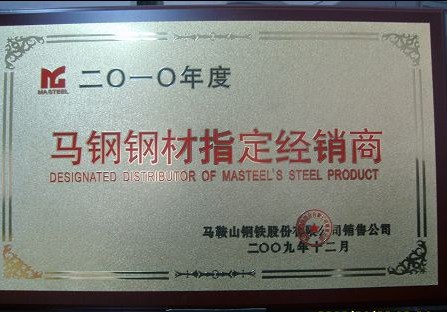 MASTEEL
二〇一〇年度
马钢钢材指定经销商
DESIGNATED DISTRIBUTOR OF MASTEEL'S STEEL PRODUCT
马鞍山钢铁股份有限公司销售公司
二〇〇九年十二月